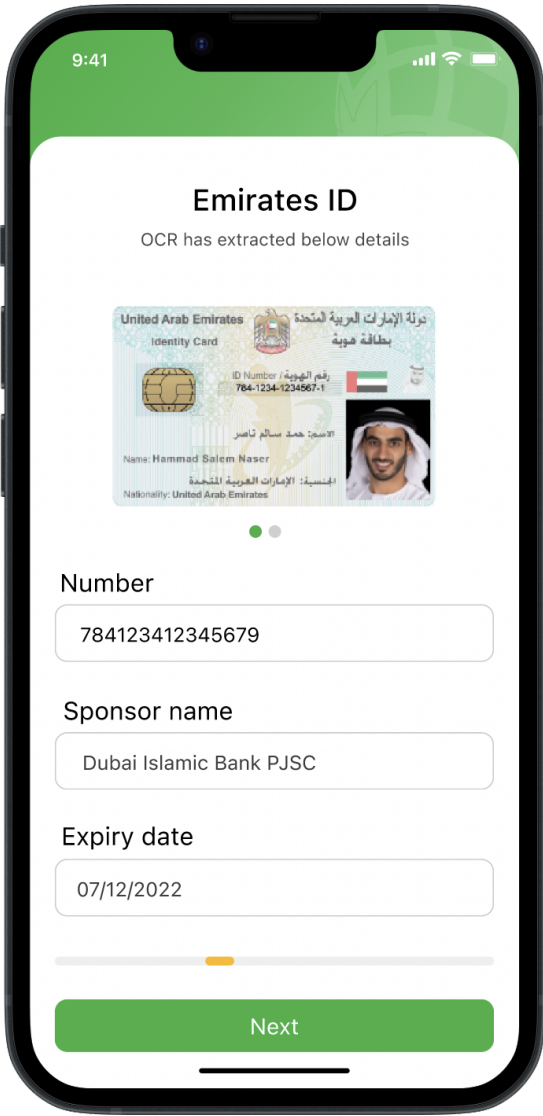 9:41
Emirates ID
OCR has extracted below details
United Arab Emirates دولة الإمارات العربية المتحدة
Identity Card بطاقة هوية
ID Number / رقم الهوية
784-1234-1234567-1
الاسم: حمد سالم ناصر
Name: Hammad Salem Naser
الجنسية: الإمارات العربية المتحدة
Nationality: United Arab Emirates
Number
784123412345679
Sponsor name
Dubai Islamic Bank PJSC
Expiry date
07/12/2022
Next